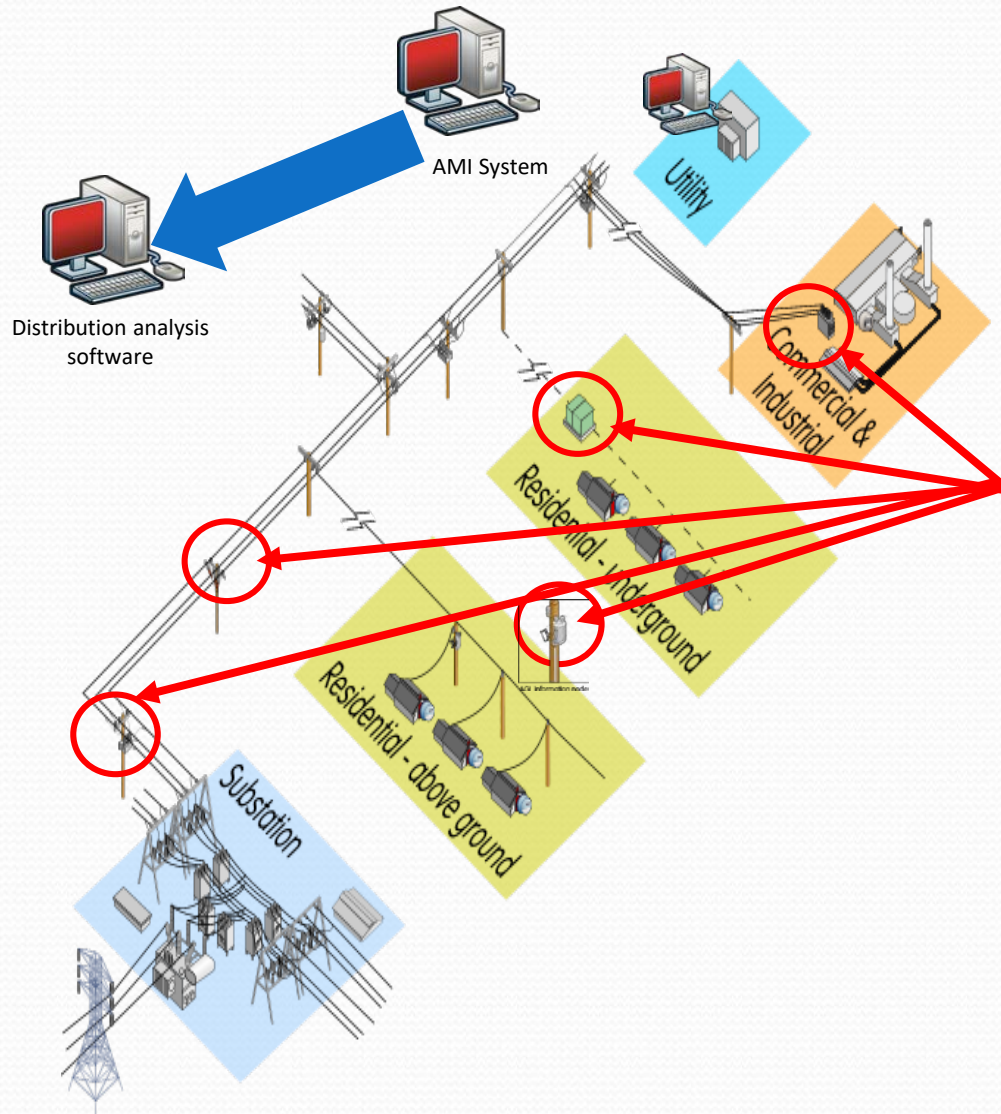 AMI System
Utility
Distribution analysis
software
Commercial &
Industrial
Residential - underground
Residential - above ground
Substation